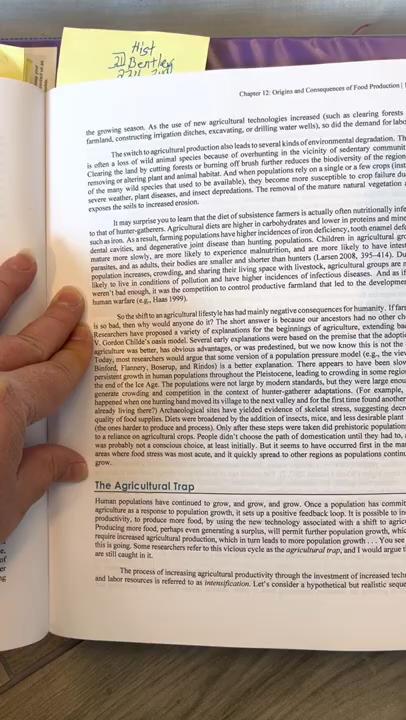 Hist
Bentley
Chapter 12: Origins and Consequences of Food Production |
the growing season. As the use of new agricultural technologies increased (such as clearing forests
farmland, constructing irrigation ditches, excavating, or drilling water wells), so did the demand for labo
The switch to agricultural production also leads to several kinds of environmental degradation. Th
is often a loss of wild animal species because of overhunting in the vicinity of sedentary communit
Clearing the land by cutting forests or burning off brush further reduces the biodiversity of the region
removing or altering plant and animal habitat. And when populations rely on a single or a few crops (inst
of the many wild species that used to be available), they become more susceptible to crop failure du
severe weather, plant diseases, and insect depredations. The removal of the mature natural vegetation
exposes the soils to increased erosion.
It may surprise you to learn that the diet of subsistence farmers is actually often nutritionally infe
to that of hunter-gatherers. Agricultural diets are higher in carbohydrates and lower in proteins and mine
such as iron. As a result, farming populations have higher incidences of iron deficiency, tooth enamel defe
dental cavities, and degenerative joint disease than hunting populations. Children in agricultural gro
mature more slowly, are more likely to experience malnutrition, and are more likely to have intest
parasites, and as adults, their bodies are smaller and shorter than hunters (Larsen 2008, 395–414). Du
population increases, crowding, and sharing their living space with livestock, agricultural groups are m
likely to live in conditions of pollution and have higher incidences of infectious diseases. And as if
weren't bad enough, it was the competition to control productive farmland that led to the developmen
human warfare (e.g., Haas 1999).
So the shift to an agricultural lifestyle has had mainly negative consequences for humanity. If farm
is so bad, then why would anyone do it? The short answer is because our ancestors had no other ch
Researchers have proposed a variety of explanations for the beginnings of agriculture, extending bac
V. Gordon Childe's oasis model. Several early explanations were based on the premise that the adopti
agriculture was better, has obvious advantages, or was predestined, but we now know this is not the
Today, most researchers would argue that some version of a population pressure model (e.g., the view
Binford, Flannery, Boserup, and Rindos) is a better explanation. There appears to have been slow
persistent growth in human populations throughout the Pleistocene, leading to crowding in some region
the end of the Ice Age. The populations were not large by modern standards, but they were large enou
generate crowding and competition in the context of hunter-gatherer adaptations. (For example,
happened when one hunting band moved its village to the next valley and for the first time found another
already living there?) Archaeological sites have yielded evidence of skeletal stress, suggesting decre
quality of food supplies. Diets were broadened by the addition of insects, mice, and less desirable plant
(the ones harder to produce and process). Only after these steps were taken did prehistoric population
to a reliance on agricultural crops. People didn't choose the path of domestication until they had to,
was probably not a conscious choice, at least initially. But it seems to have occurred first in the mar
areas where food stress was most acute, and it quickly spread to other regions as populations continu
grow.
The Agricultural Trap
Human populations have continued to grow, and grow, and grow. Once a population has commit
agriculture as a response to population growth, it sets up a positive feedback loop. It is possible to inc
productivity, to produce more food, by using the new technology associated with a shift to agric
Producing more food, perhaps even generating a surplus, will permit further population growth, whic
require increased agricultural production, which in turn leads to more population growth . . . You see
this is going. Some researchers refer to this vicious cycle as the agricultural trap, and I would argue t
are still caught in it.
The process of increasing agricultural productivity through the investment of increased techn
and labor resources is referred to as intensification. Let's consider a hypothetical but realistic seque